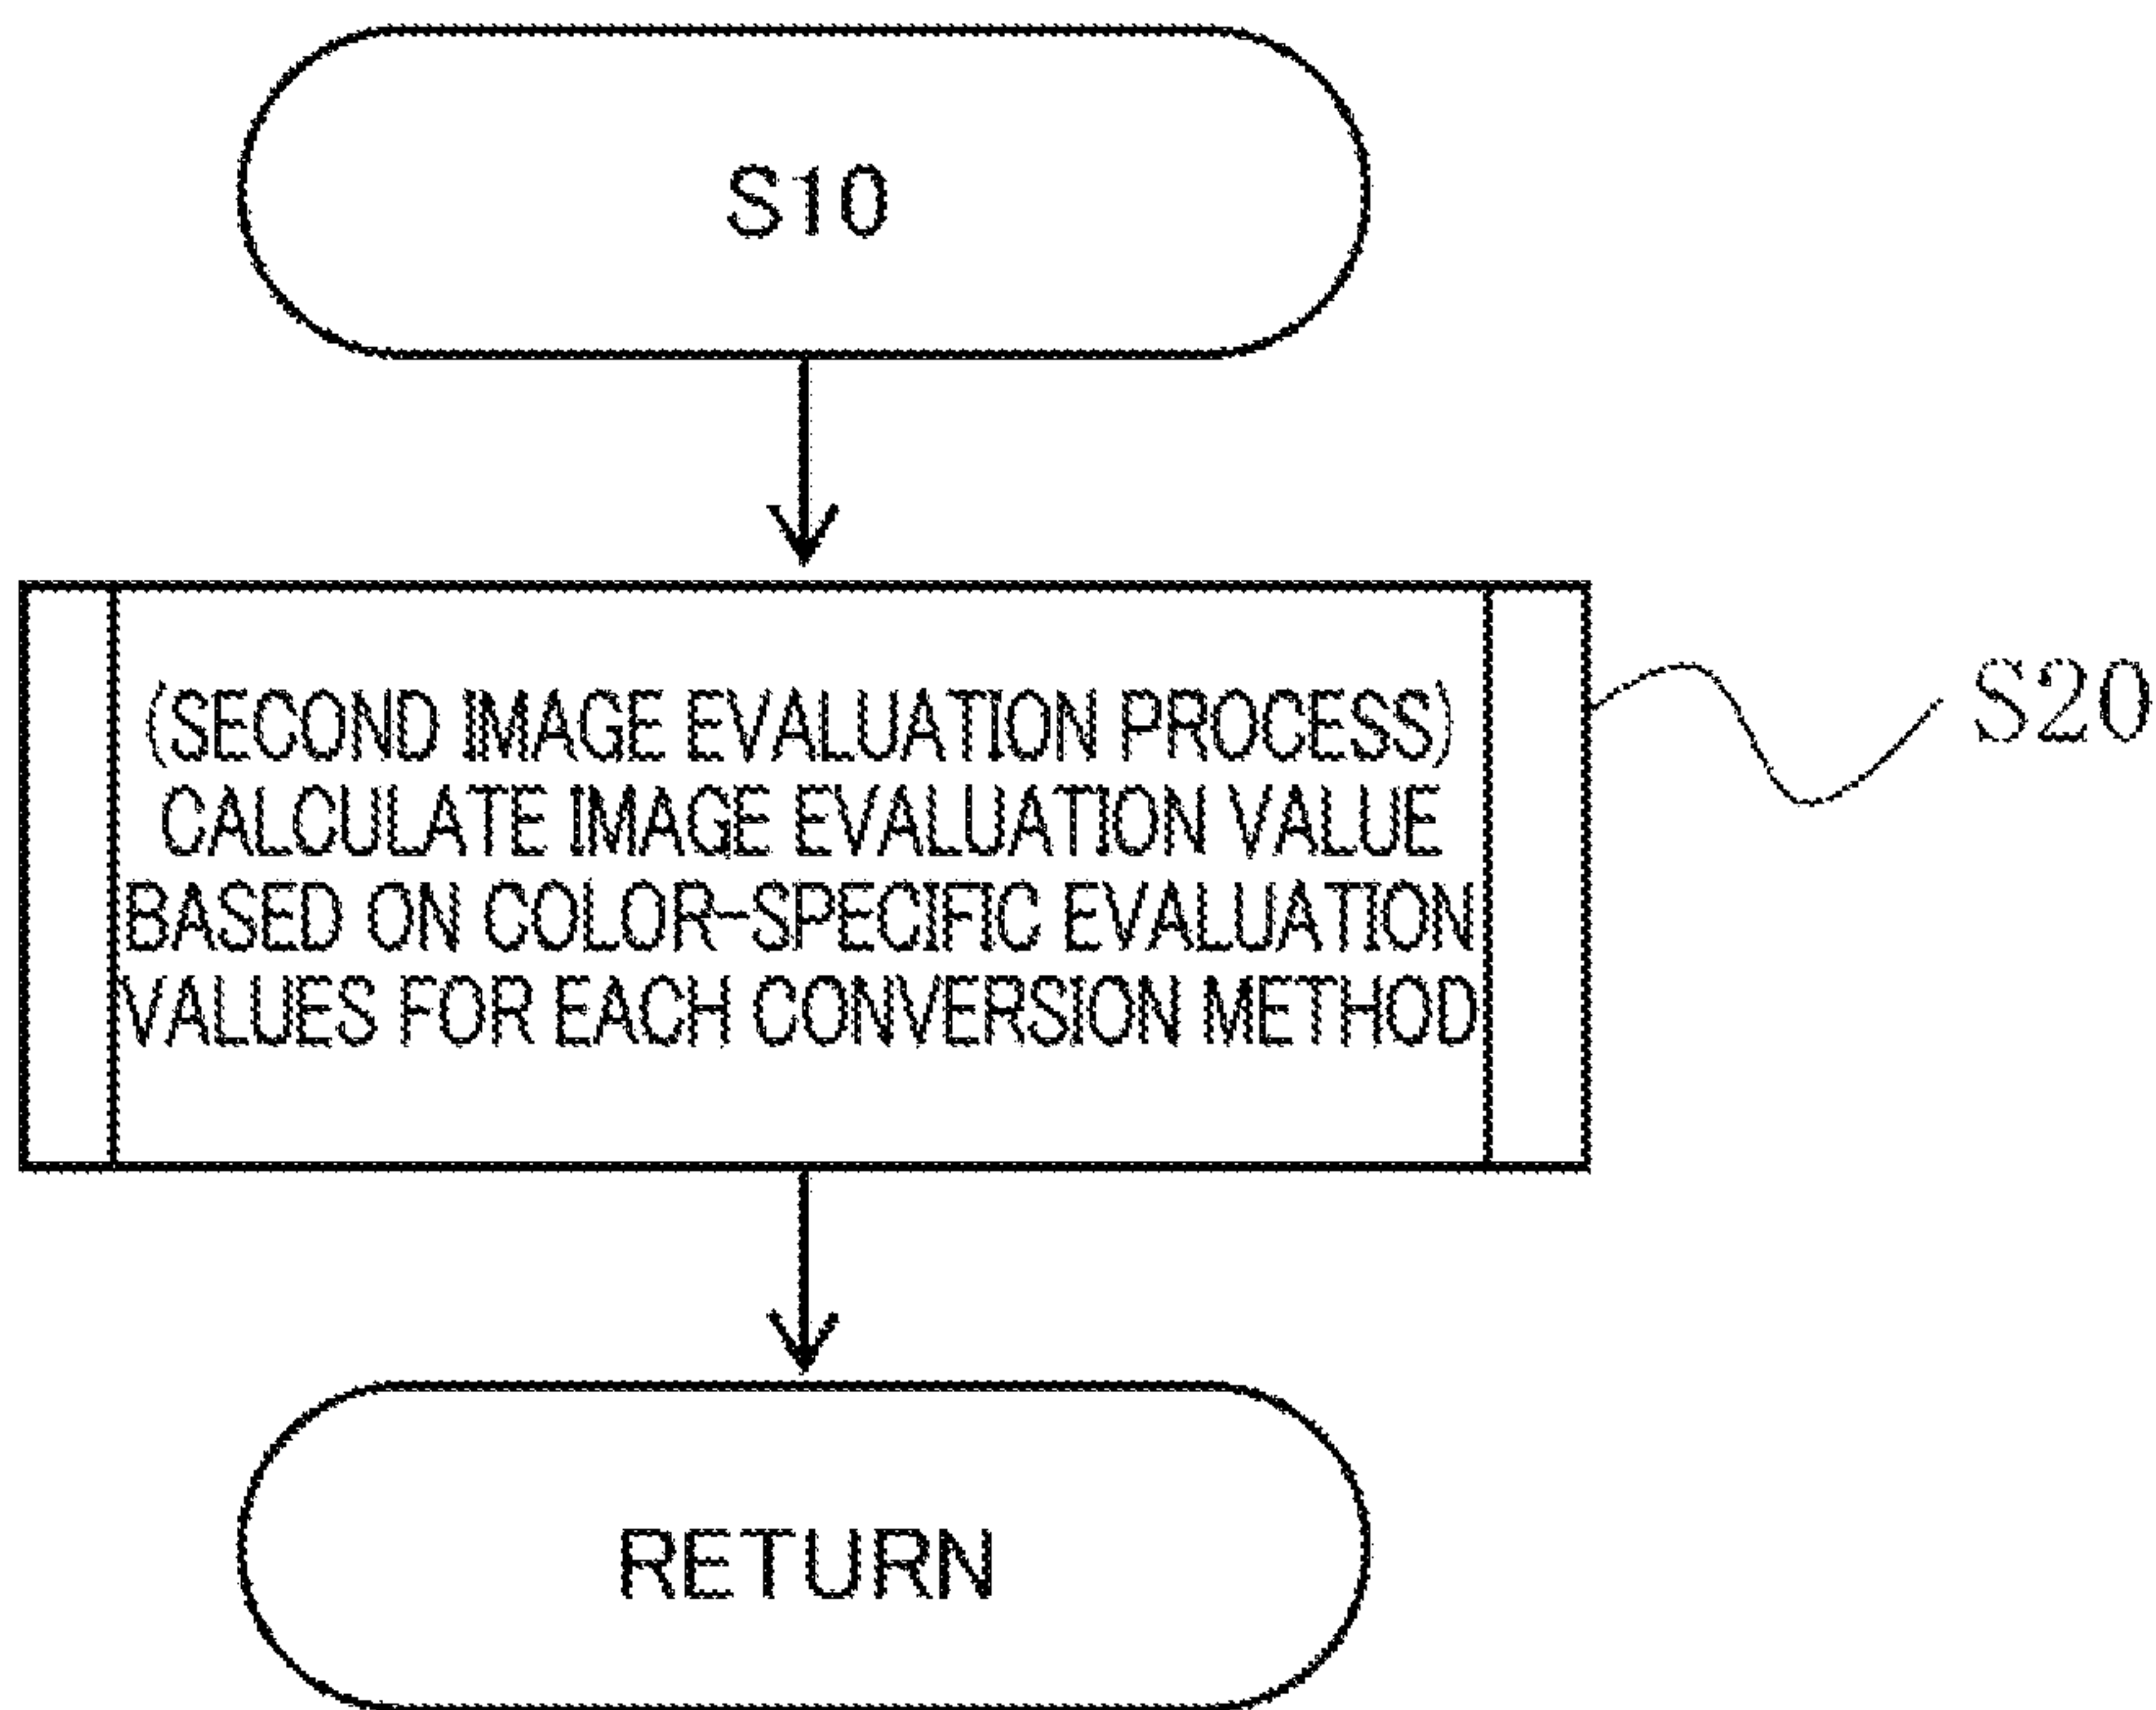 S10
(SECOND IMAGE EVALUATION PROCESS)
CALCULATE IMAGE EVALUATION VALUE
BASED ON COLOR-SPECIFIC EVALUATION
VALUES FOR EACH CONVERSION METHOD
S20
RETURN